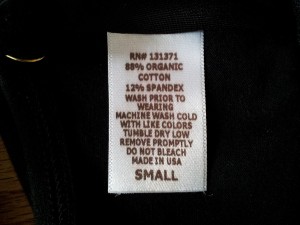 RN# 131371
88% ORGANIC
COTTON
12% SPANDEX
WASH PRIOR TO
WEARING
MACHINE WASH COLD
WITH LIKE COLORS
TUMBLE DRY LOW
REMOVE PROMPTLY
DO NOT BLEACH
MADE IN USA
SMALL